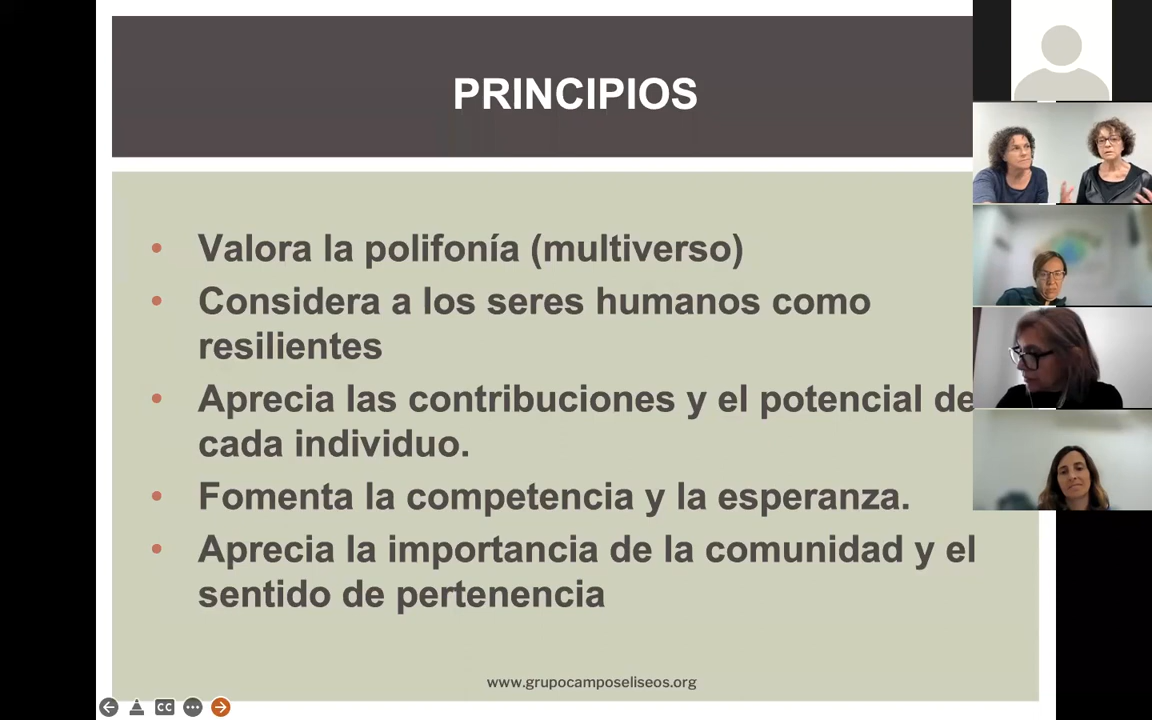 PRINCIPIOS
• Valora la polifonía (multiverso)
• Considera a los seres humanos como
resilientes
• Aprecia las contribuciones y el potencial de
cada individuo.
• Fomenta la competencia y la esperanza.
• Aprecia la importancia de la comunidad y el
sentido de pertenencia
www.grupocamposeliseos.org
CC